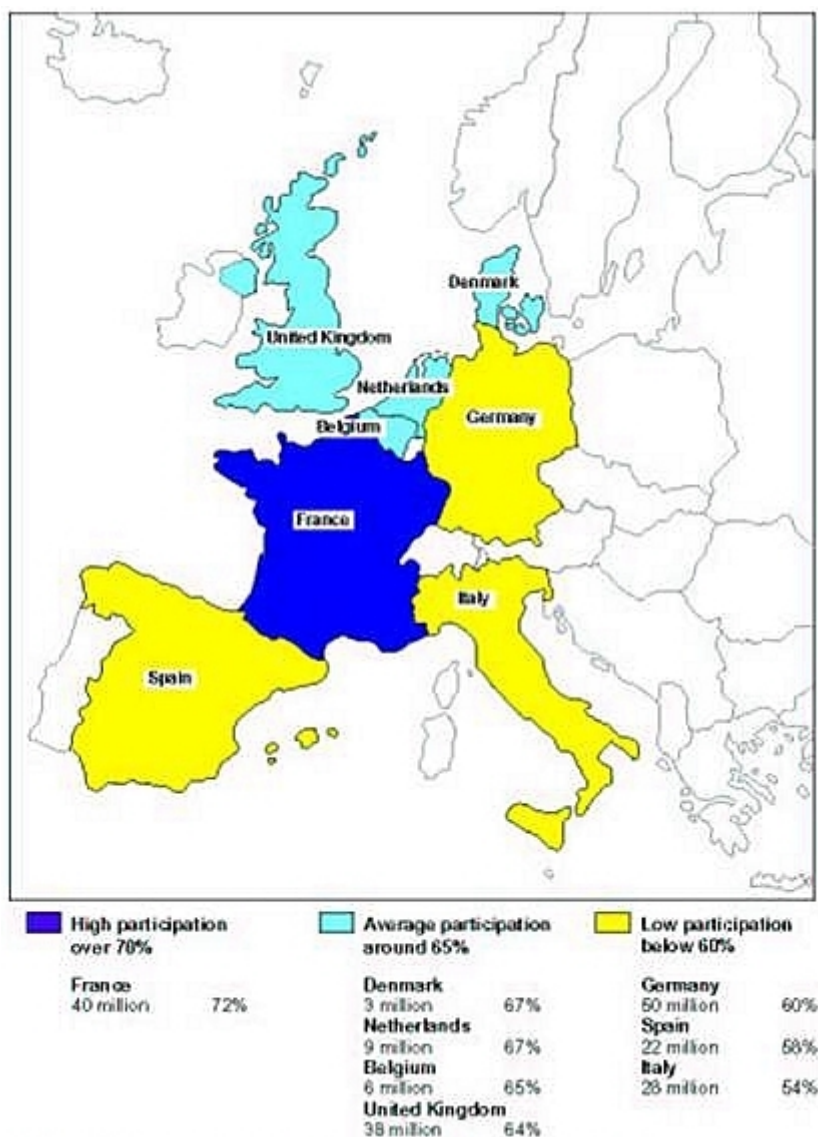 Denmark
United Kingdom
Netherlands
Germany
Belgium
France
Italy
Spain
High participation
over 70%
France
40 million 72%
Average participation
around 65%
Denmark
3 million 67%
Netherlands
9 million 67%
Belgium
6 million 65%
United Kingdom
38 million 64%
Low participation
below 60%
Germany
50 million 60%
Spain
22 million 58%
Italy
28 million 54%